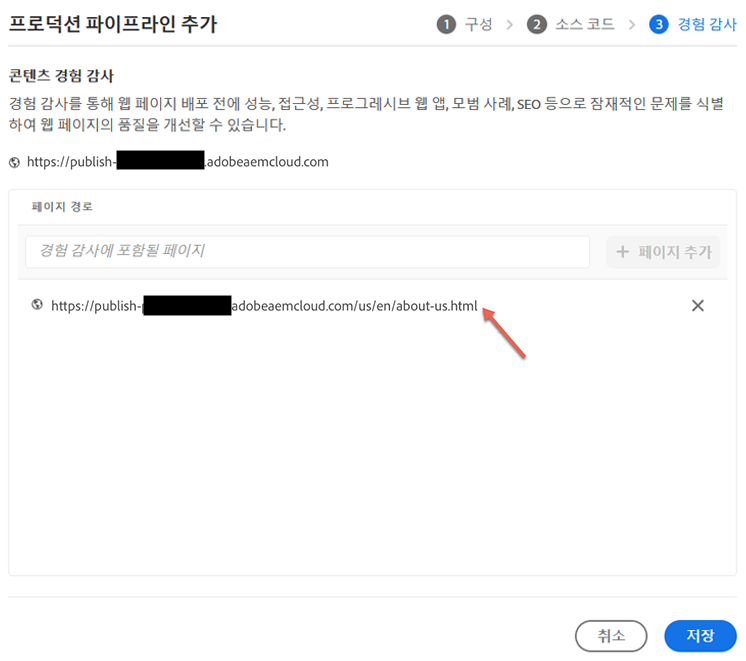 프로덕션 파이프라인 추가
1 구성 > 2 소스 코드 > 3 경험 감사
콘텐츠 경험 감사
경험 감사를 통해 웹 페이지 배포 전에 성능, 접근성, 프로그레시브 웹 앱, 모범 사례, SEO 등으로 잠재적인 문제를 식별
하여 웹 페이지의 품질을 개선할 수 있습니다.
https://publish- .adobeaemcloud.com
페이지 경로
경험 감사에 포함될 페이지
+ 페이지 추가
https://publish- adobeaemcloud.com/us/en/about-us.html
취소
저장